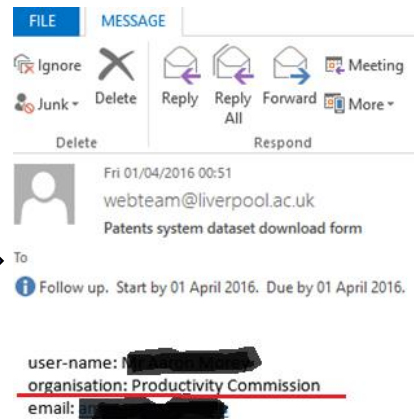 FILE MESSAGE
Ignore Delete Reply Reply All Forward Meeting
Junk More
Delete Respond
Fri 01/04/2016 00:51
webteam@liverpool.ac.uk
Patents system dataset download form
To
Follow up. Start by 01 April 2016. Due by 01 April 2016.
user-name:
organisation: Productivity Commission
email: